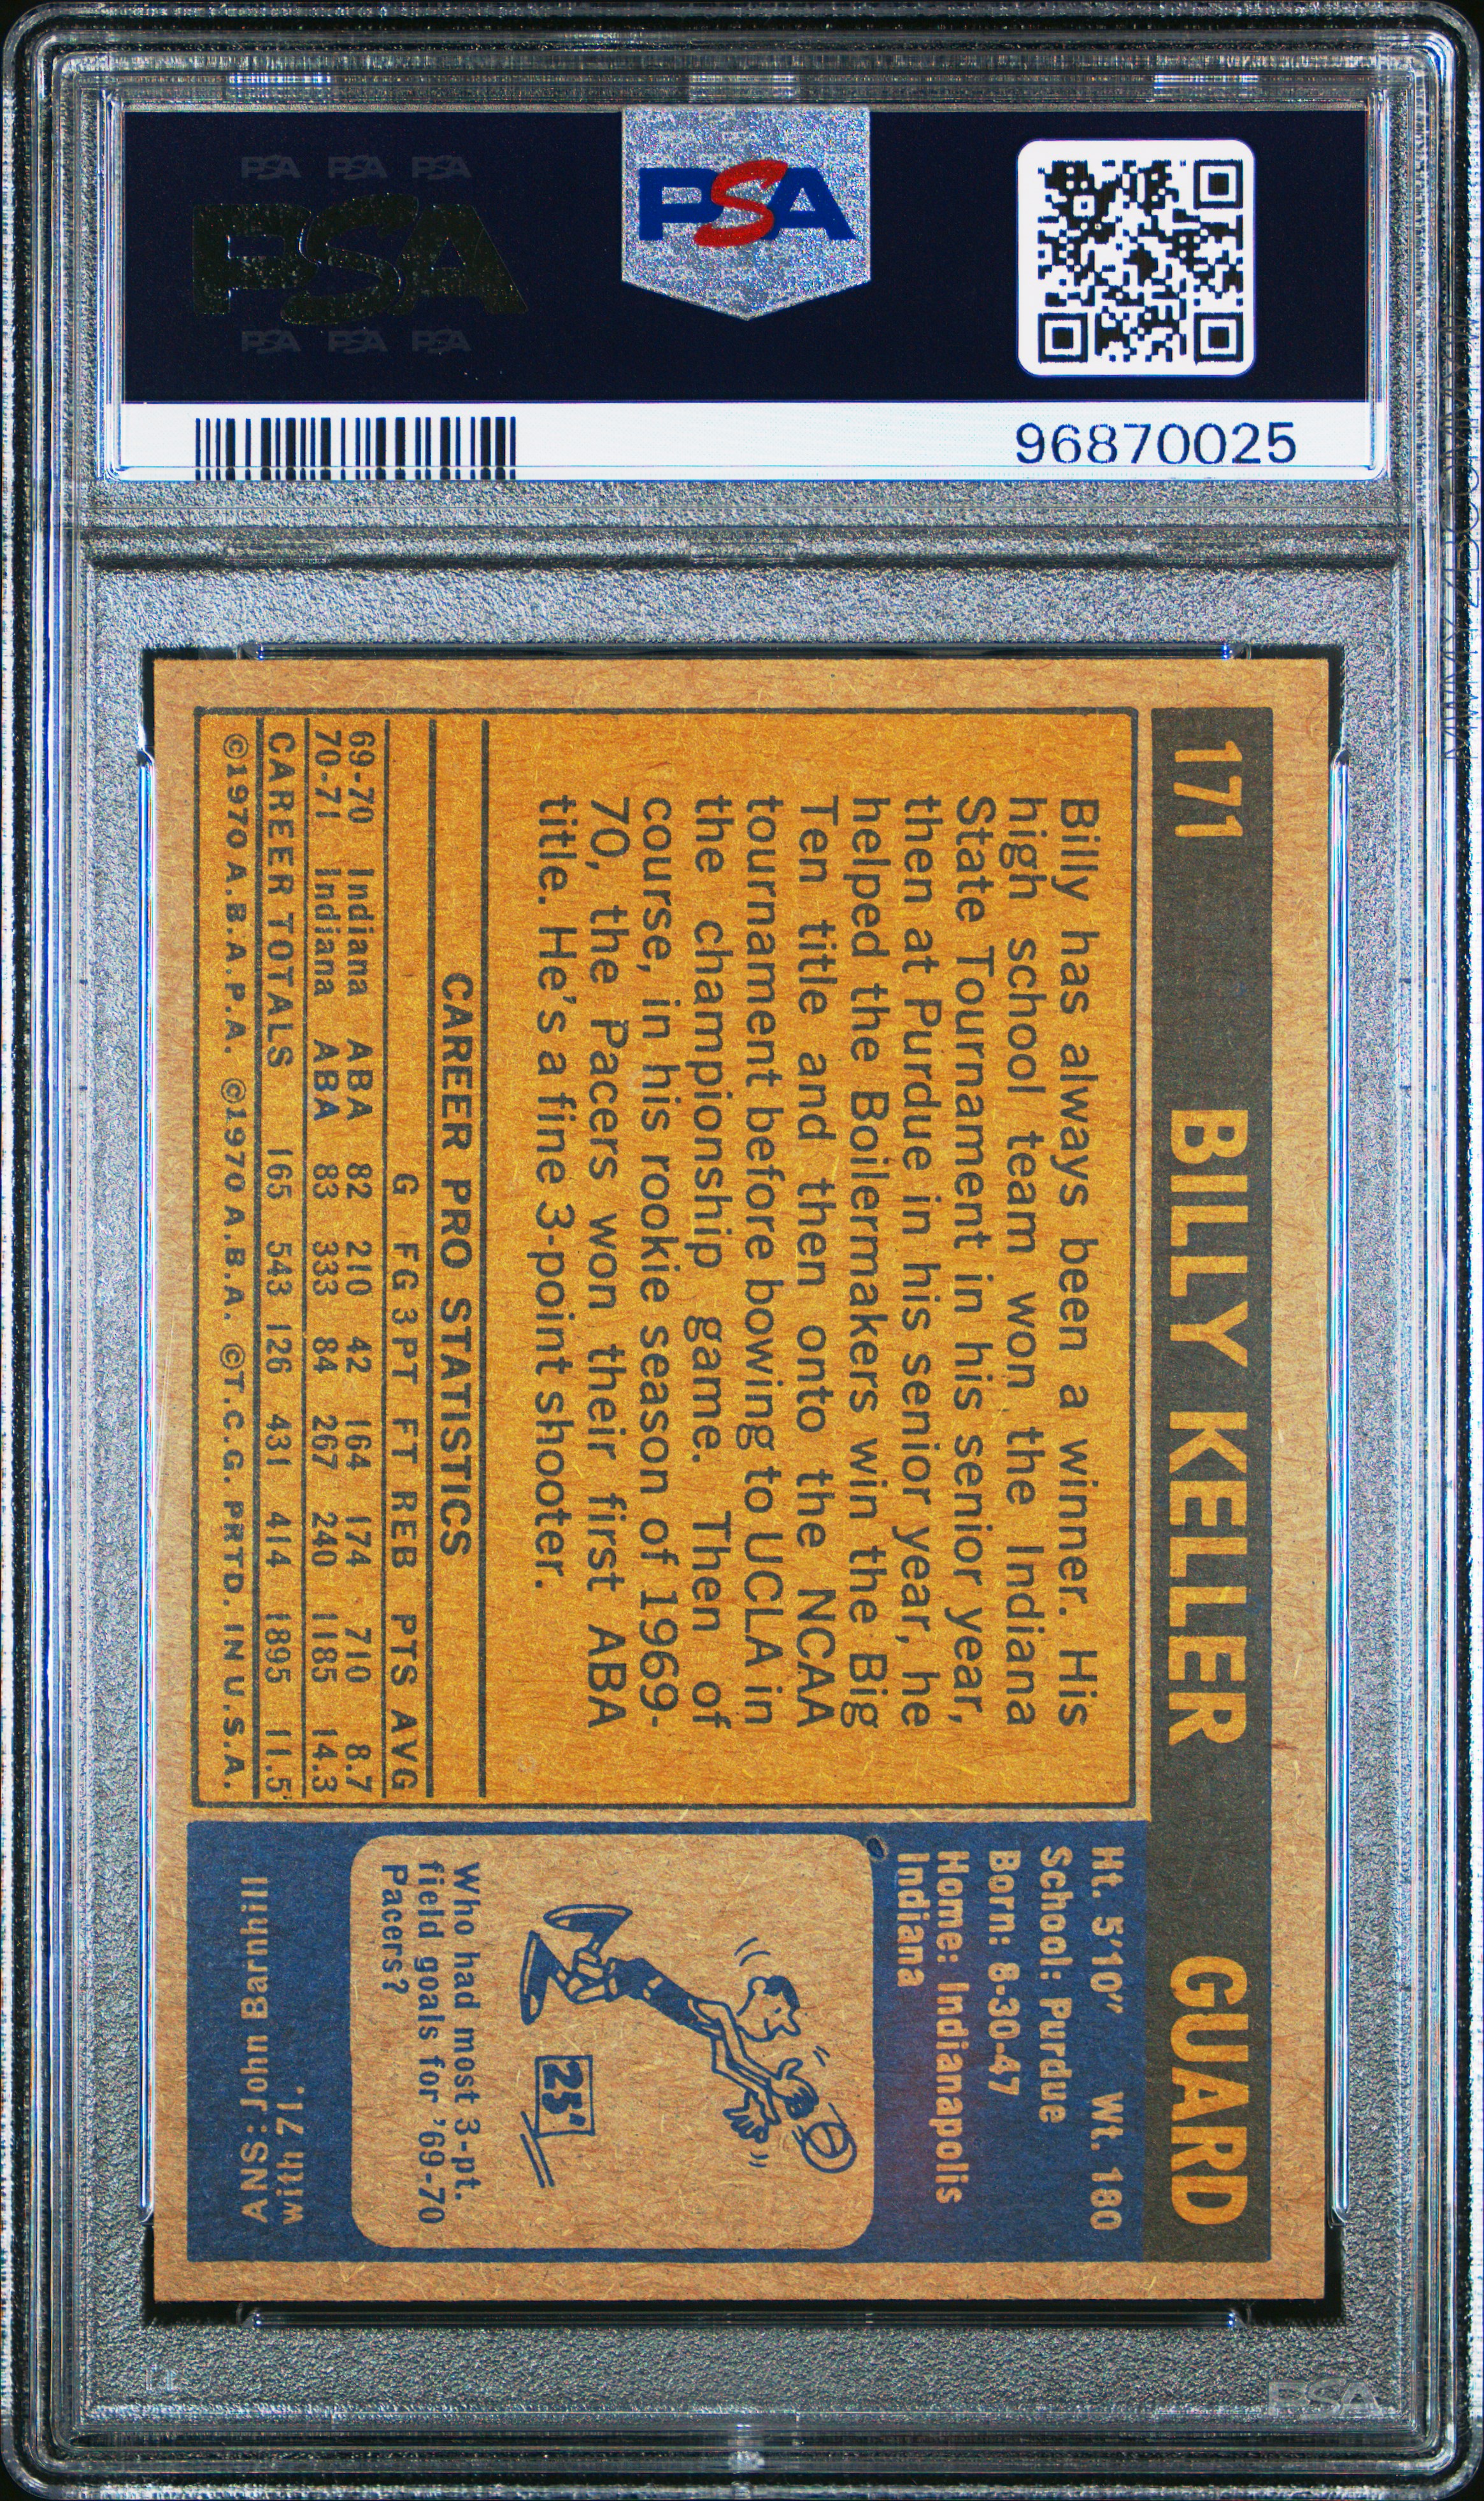 PSA PSA PSA
PSA
PSA PSA PSA
PSA
96870025
171 BILLY KELLER GUARD
Billy has always been a winner. His
high school team won the Indiana
State Tournament in his senior year,
then at Purdue in his senior year, he
helped the Boilermakers win the Big
Ten title and then onto the NCAA
tournament before bowing to UCLA in
the championship game. Then of
course, in his rookie season of 1969-
70, the Pacers won their first ABA
title. He's a fine 3-point shooter.
CAREER PRO STATISTICS
G FG 3PT FT REB PTS AVG
69-70 Indiana ABA 82 210 42 164 174 710 8.7
70-71 Indiana ABA 83 333 84 267 240 1185 14.3
CAREER TOTALS 165 543 126 431 414 1895 11.5
©1970 A.B.A.P.A. ©1970 A.B.A. ©T.C.G. PRTD. IN U.S.A.
Ht. 5'10" Wt. 180
School: Purdue
Born: 8-30-47
Home: Indianapolis
Indiana
25'
Who had most 3-pt.
field goals for '69-70
Pacers?
ANS: John Barnhill
with 71.
PSA